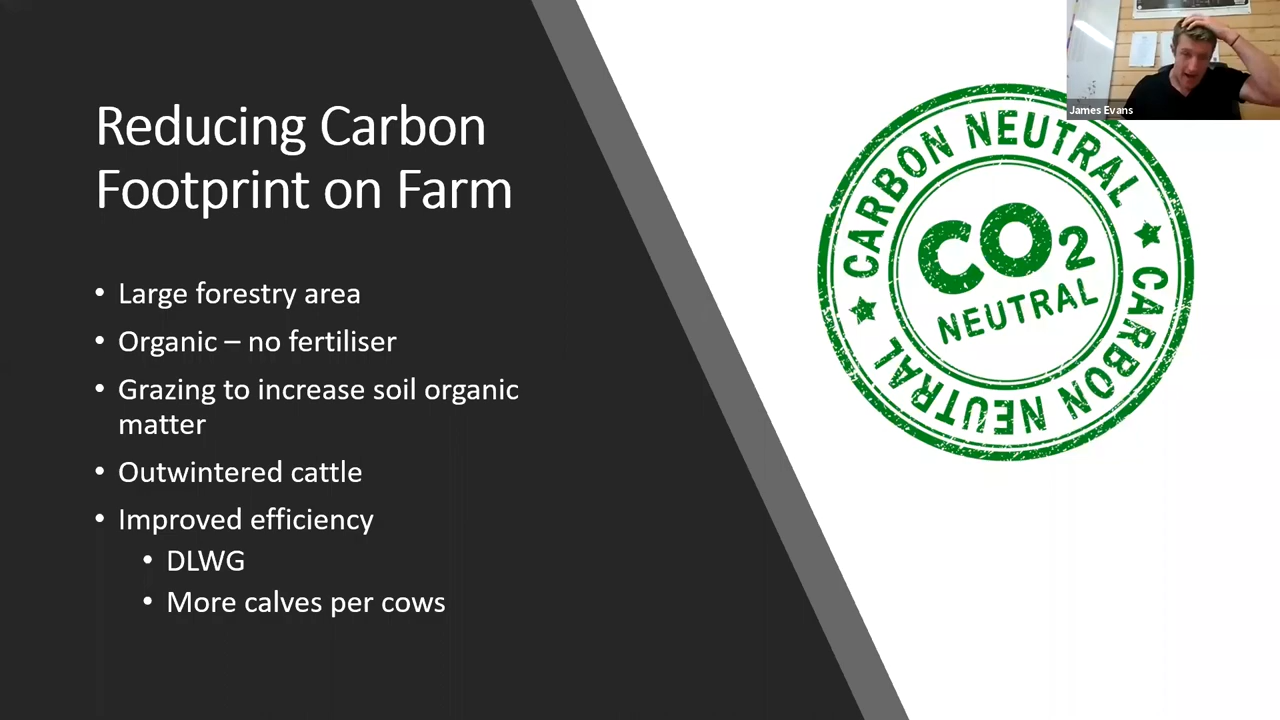 Reducing Carbon
Footprint on Farm
• Large forestry area
• Organic – no fertiliser
• Grazing to increase soil organic
matter
• Outwintered cattle
• Improved efficiency
• DLWG
• More calves per cows
CARBON NEUTRAL
CO2
NEUTRAL
CARBON NEUTRAL
James Evans